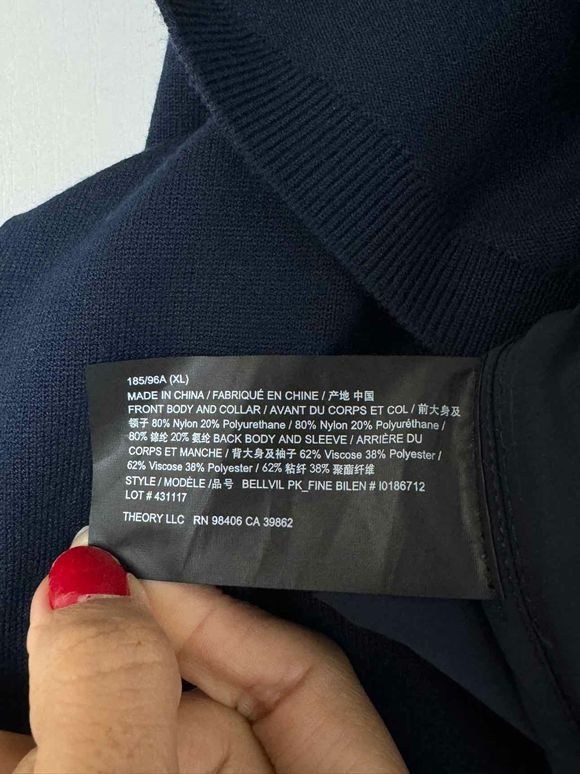 185/96A (XL)
MADE IN CHINA / FABRIQUÉ EN CHINE / 产地 中国
FRONT BODY AND COLLAR / AVANT DU CORPS ET COL / 前大身及
领子 80% Nylon 20% Polyurethane / 80% Nylon 20% Polyuréthane /
80% 锦纶 20% 氨纶 BACK BODY AND SLEEVE / ARRIÈRE DU
CORPS ET MANCHE / 背大身及袖子 62% Viscose 38% Polyester /
62% Viscose 38% Polyester / 62% 粘纤 38% 聚酯纤维
STYLE / MODÈLE / 品号 BELLVIL PK_FINE BILEN # I0186712
LOT # 431117
THEORY LLC RN 98406 CA 39862